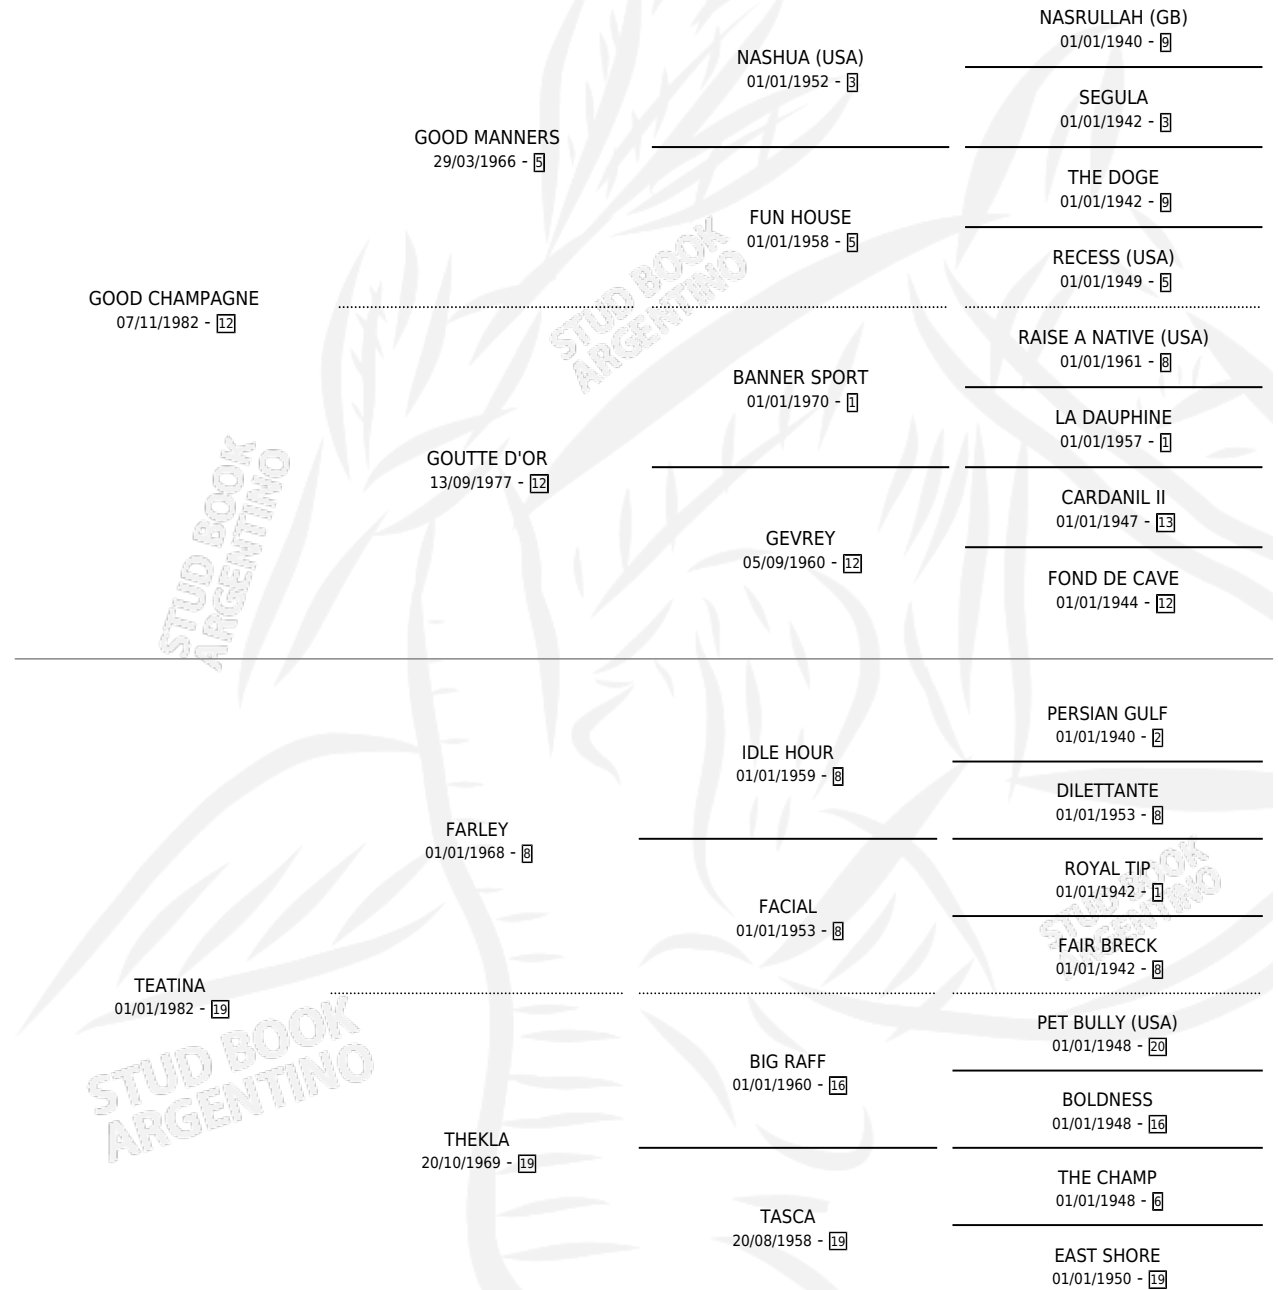 NASRULLAH (GB)
01/01/1940 - 9
NASHUA (USA)
01/01/1952 - 3
SEGULA
01/01/1942 - 3
GOOD MANNERS
29/03/1966 - 5
THE DOGE
01/01/1942 - 9
FUN HOUSE
01/01/1958 - 5
RECESS (USA)
01/01/1949 - 5
GOOD CHAMPAGNE
07/11/1982 - 12
RAISE A NATIVE (USA)
01/01/1961 - 8
BANNER SPORT
01/01/1970 - 1
LA DAUPHINE
01/01/1957 - 1
GOUTTE D'OR
13/09/1977 - 12
CARDANIL II
01/01/1947 - 13
GEVREY
05/09/1960 - 12
FOND DE CAVE
01/01/1944 - 12
STUD BOOK
ARGENTINO
STUD BOOK
ARGENTINO
PERSIAN GULF
01/01/1940 - 2
IDLE HOUR
01/01/1959 - 8
DILETTANTE
01/01/1953 - 8
FARLEY
01/01/1968 - 8
ROYAL TIP
01/01/1942 - 1
FACIAL
01/01/1953 - 8
FAIR BRECK
01/01/1942 - 8
TEATINA
01/01/1982 - 19
PET BULLY (USA)
01/01/1948 - 20
BIG RAFF
01/01/1960 - 16
BOLDNESS
01/01/1948 - 16
THEKLA
20/10/1969 - 19
THE CHAMP
01/01/1948 - 6
TASCA
20/08/1958 - 19
EAST SHORE
01/01/1950 - 19
STUD BOOK
ARGENTINO
STUD BOOK
ARGENTINO